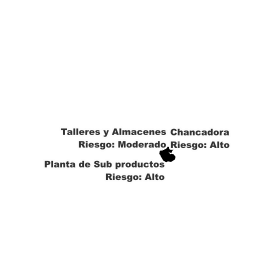 Talleres y Almacenes
Riesgo: Moderado
Chancadora
Riesgo: Alto
Planta de Sub productos
Riesgo: Alto